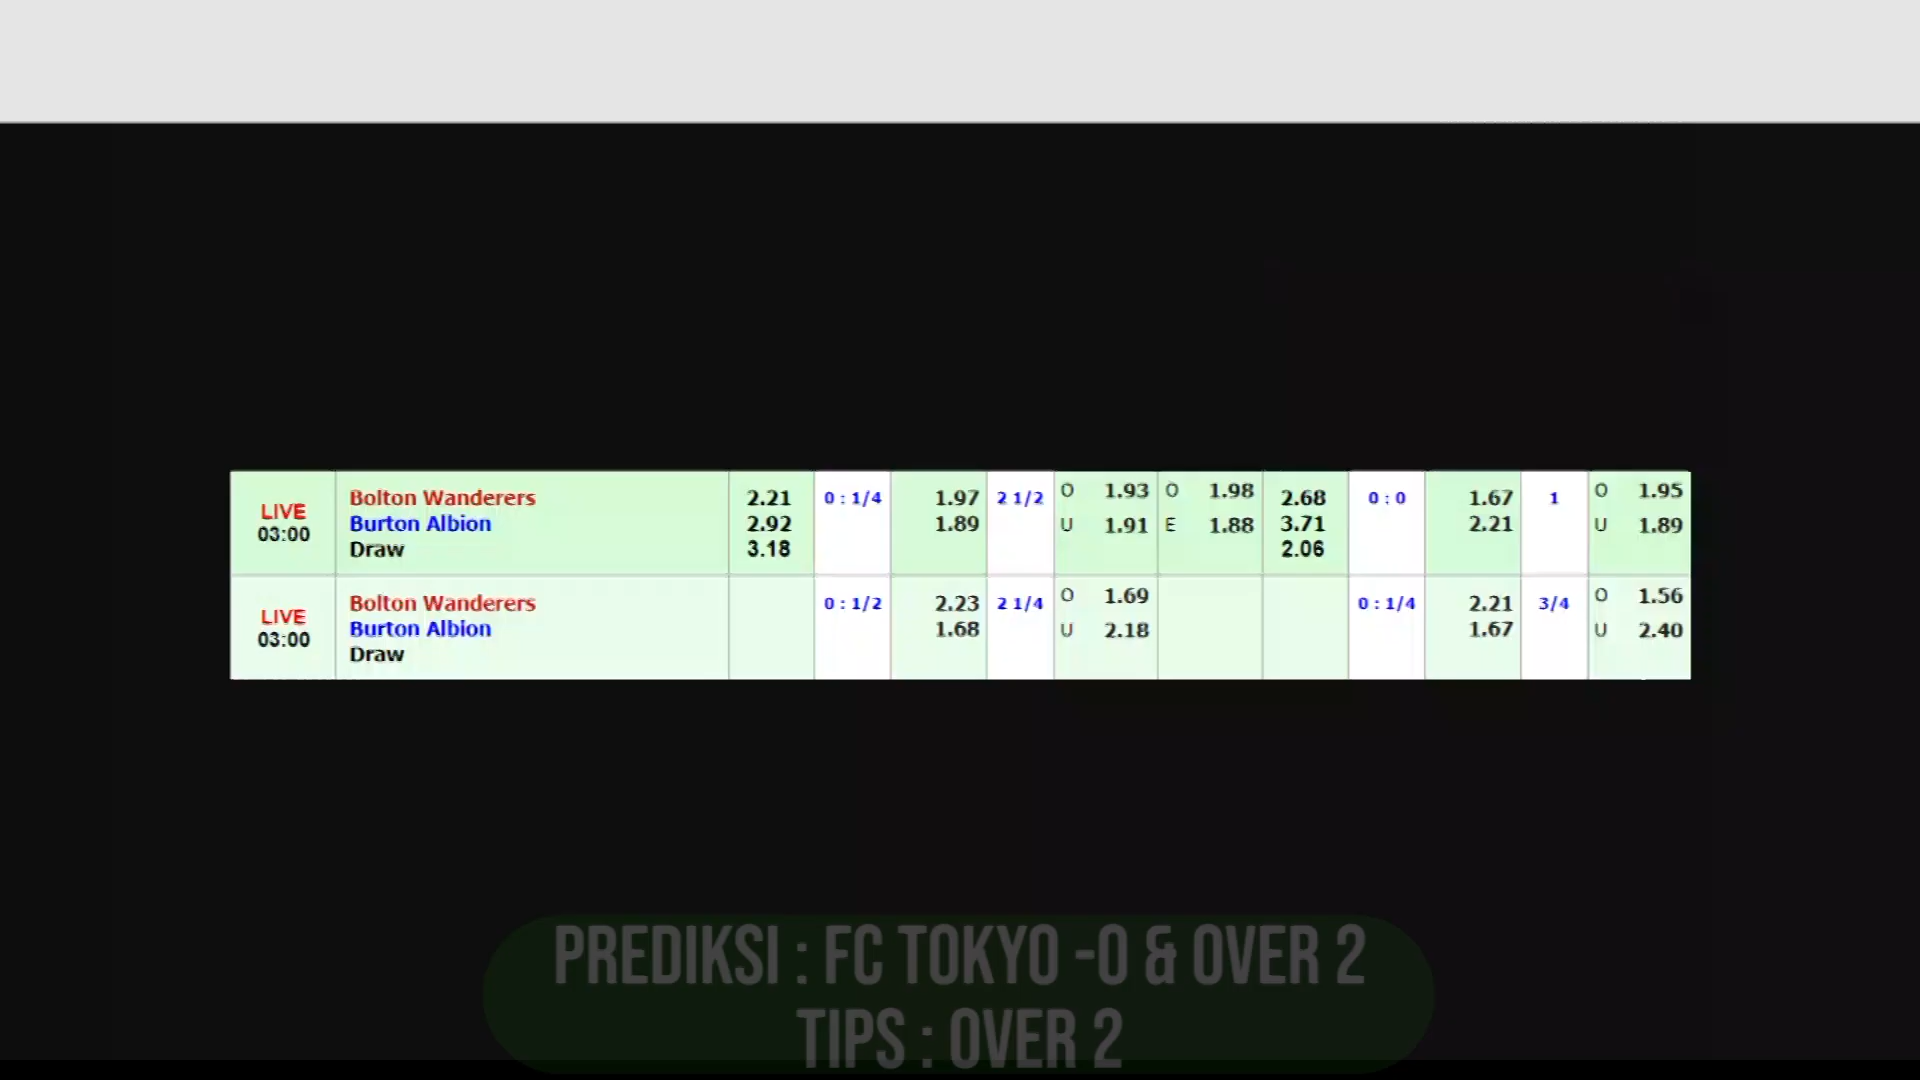 LIVE 03:00 Bolton Wanderers 2.21 0 : 1/4 1.97 2 1/2 O 1.93 O 1.98 2.68 0 : 0 1.67 1 O 1.95
Burton Albion 2.92 1.89 U 1.91 E 1.88 3.71 2.21 U 1.89
Draw 3.18 2.06
LIVE 03:00 Bolton Wanderers 0 : 1/2 2.23 2 1/4 O 1.69 0 : 1/4 2.21 3/4 O 1.56
Burton Albion 1.68 U 2.18 1.67 U 2.40
Draw
PREDIKSI : FC TOKYO -0 & OVER 2
TIPS : OVER 2